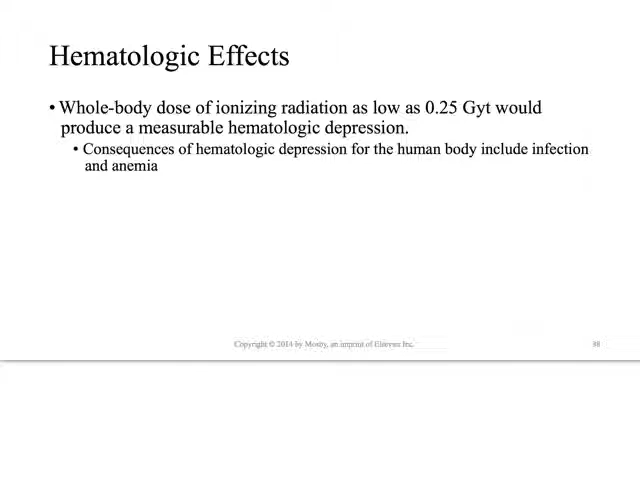 Hematologic Effects
• Whole-body dose of ionizing radiation as low as 0.25 Gyt would
produce a measurable hematologic depression.
• Consequences of hematologic depression for the human body include infection
and anemia
Copyright © 2014 by Mosby, an imprint of Elsevier Inc.